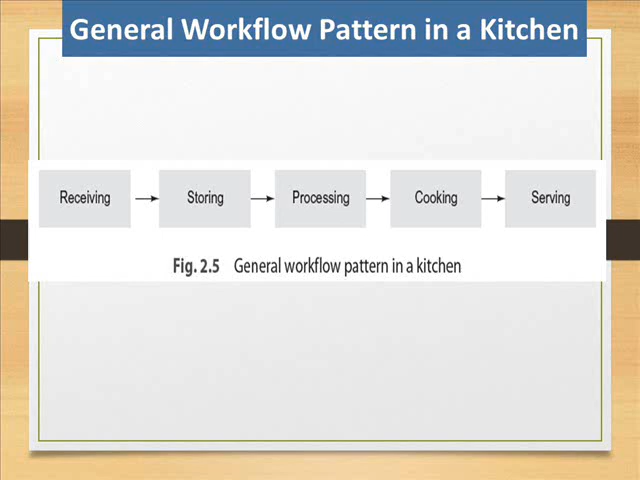 General Workflow Pattern in a Kitchen
Receiving
Storing
Processing
Cooking
Serving
Fig. 2.5 General workflow pattern in a kitchen